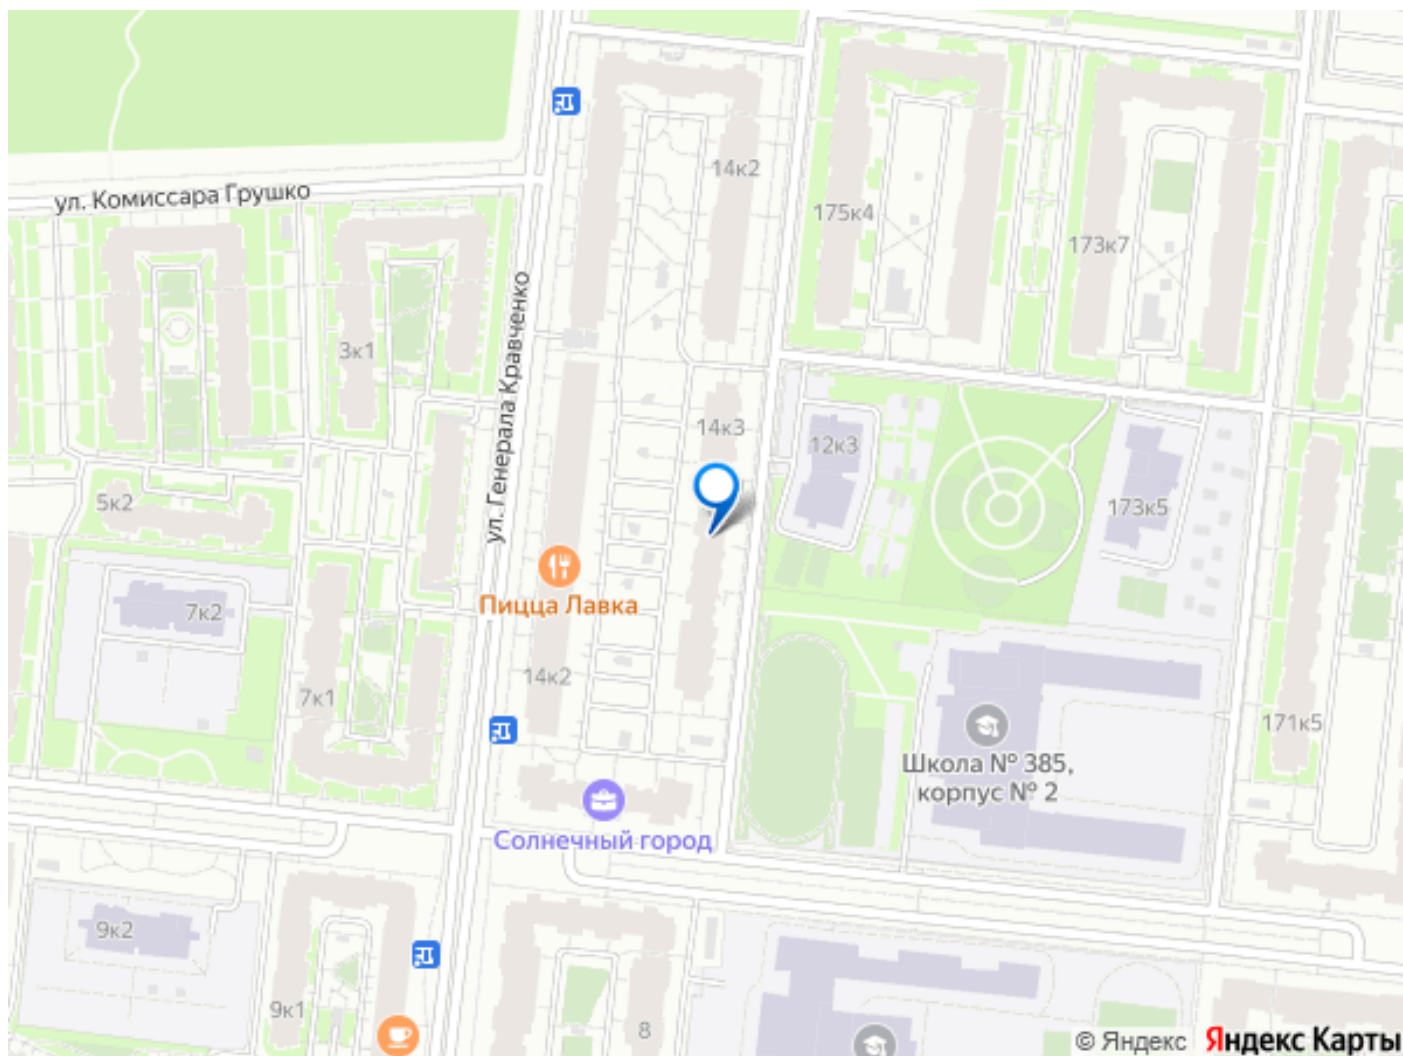 14к2
ул. Комиссара Грушко
175к4
173к7
ул. Генерала Кравченко
3к1
14к3
12к3
5к2
173к5
Пицца Лавка
7к2
14к2
7к1
171к5
Школа № 385,
корпус № 2
Солнечный город
9к2
9к1
8
© Яндекс Яндекс Карты